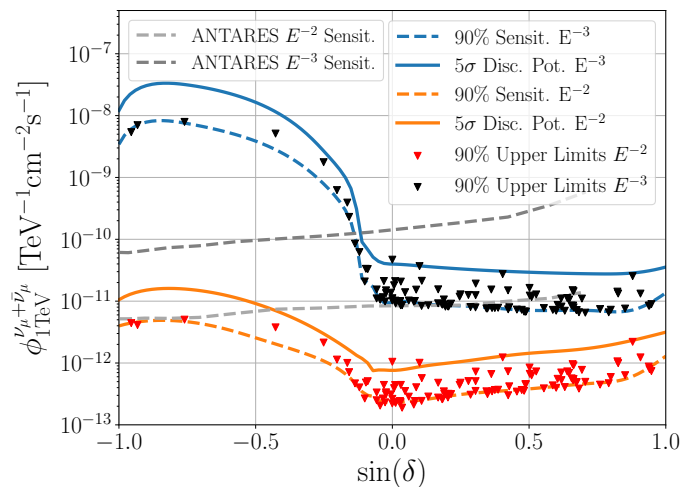 ANTARES E⁻² Sensit.
ANTARES E⁻³ Sensit.
90% Sensit. E⁻³
5σ Disc. Pot. E⁻³
90% Sensit. E⁻²
5σ Disc. Pot. E⁻²
90% Upper Limits E⁻²
90% Upper Limits E⁻³
ϕ_{1TeV}^{ν_μ+ν̄_μ} [TeV⁻¹cm⁻²s⁻¹]
10⁻⁷
10⁻⁸
10⁻⁹
10⁻¹⁰
10⁻¹¹
10⁻¹²
10⁻¹³
−1.0 −0.5 0.0 0.5 1.0
sin(δ)